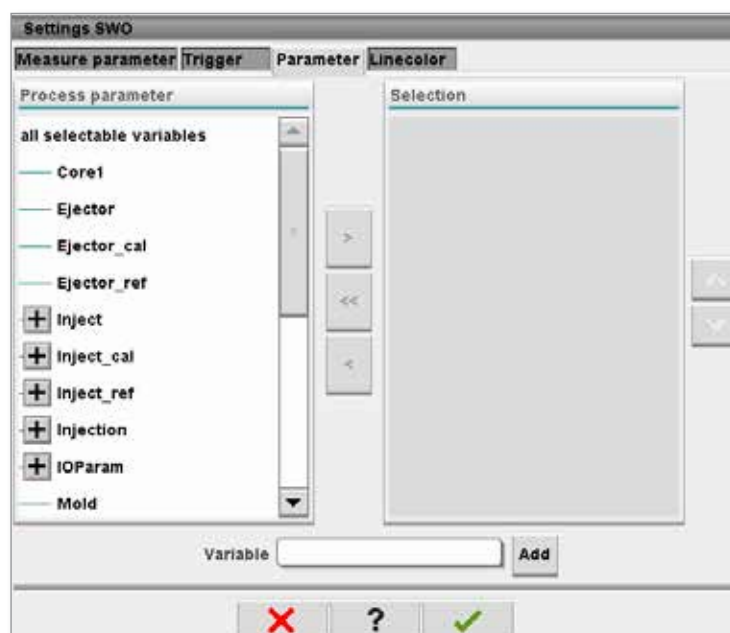 Settings SWO
Measure parameter Trigger Parameter Linecolor
Process parameter
all selectable variables
Core1
Ejector
Ejector_cal
Ejector_ref
Inject
Inject_cal
Inject_ref
Injection
IOParam
Mold
>
<<
<
Selection
Variable Add
?